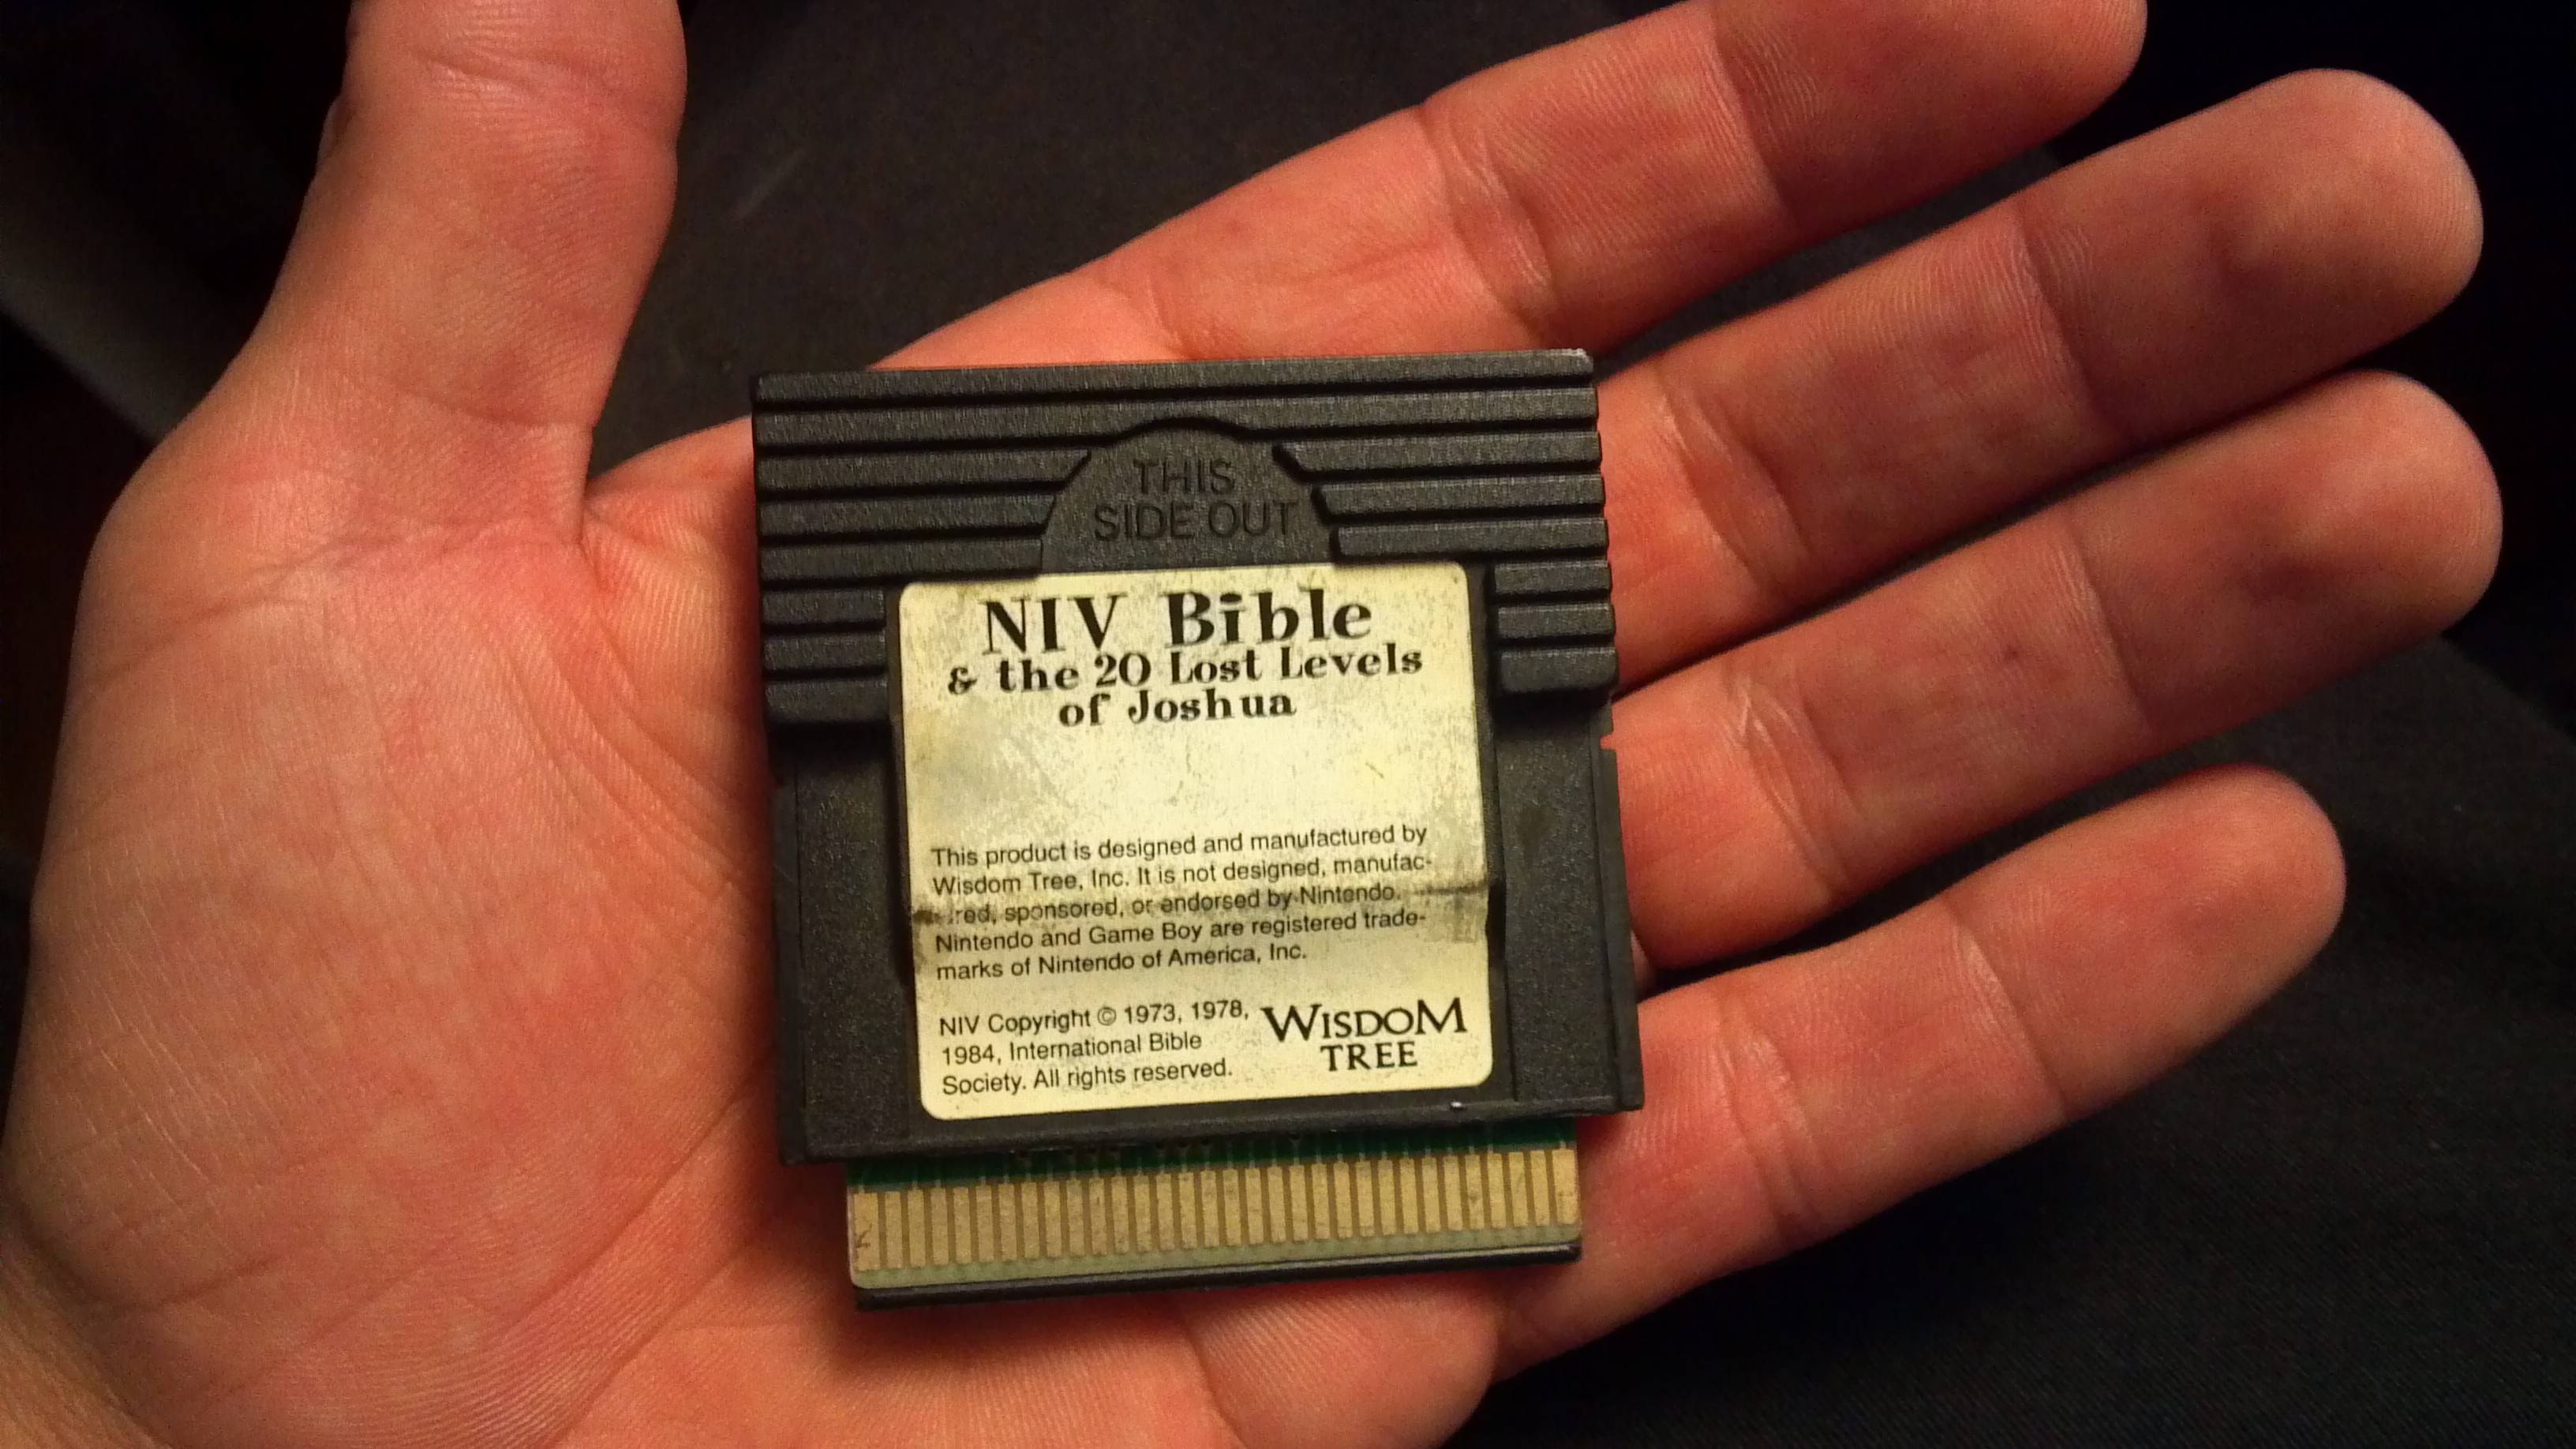 THIS
SIDE OUT
NIV Bible
& the 20 Lost Levels
of Joshua
This product is designed and manufactured by
Wisdom Tree, Inc. It is not designed, manufac-
sponsored, or endorsed by Nintendo.
Nintendo and Game Boy are registered trade-
marks of Nintendo of America, Inc.
NIV Copyright © 1973, 1978,
1984, International Bible
Society. All rights reserved.
WISDOM
TREE